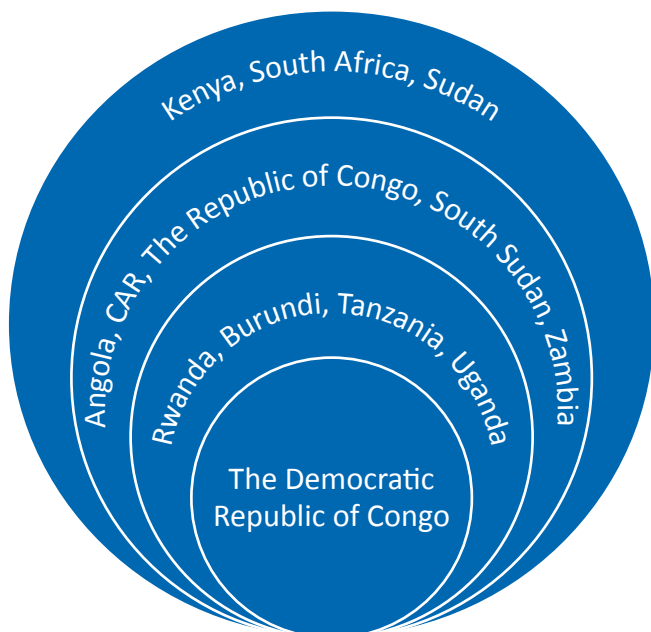 Kenya, South Africa, Sudan
Angola, CAR, The Republic of Congo, South Sudan, Zambia
Rwanda, Burundi, Tanzania, Uganda
The Democratic
Republic of Congo